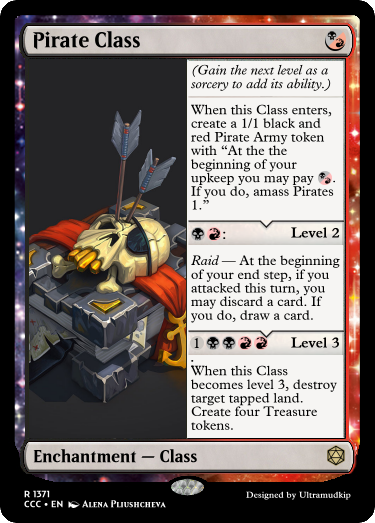 Pirate Class
(Gain the next level as a
sorcery to add its ability.)
When this Class enters,
create a 1/1 black and
red Pirate Army token
with “At the the
beginning of your
upkeep you may pay .
If you do, amass Pirates
1.”
: Level 2
Raid — At the beginning
of your end step, if you
attacked this turn, you
may discard a card. If
you do, draw a card.
1 Level 3
.
When this Class
becomes level 3, destroy
target tapped land.
Create four Treasure
tokens.
Enchantment — Class
R 1371
CCC • EN Alena Pliushcheva
Designed by Ultramudkip